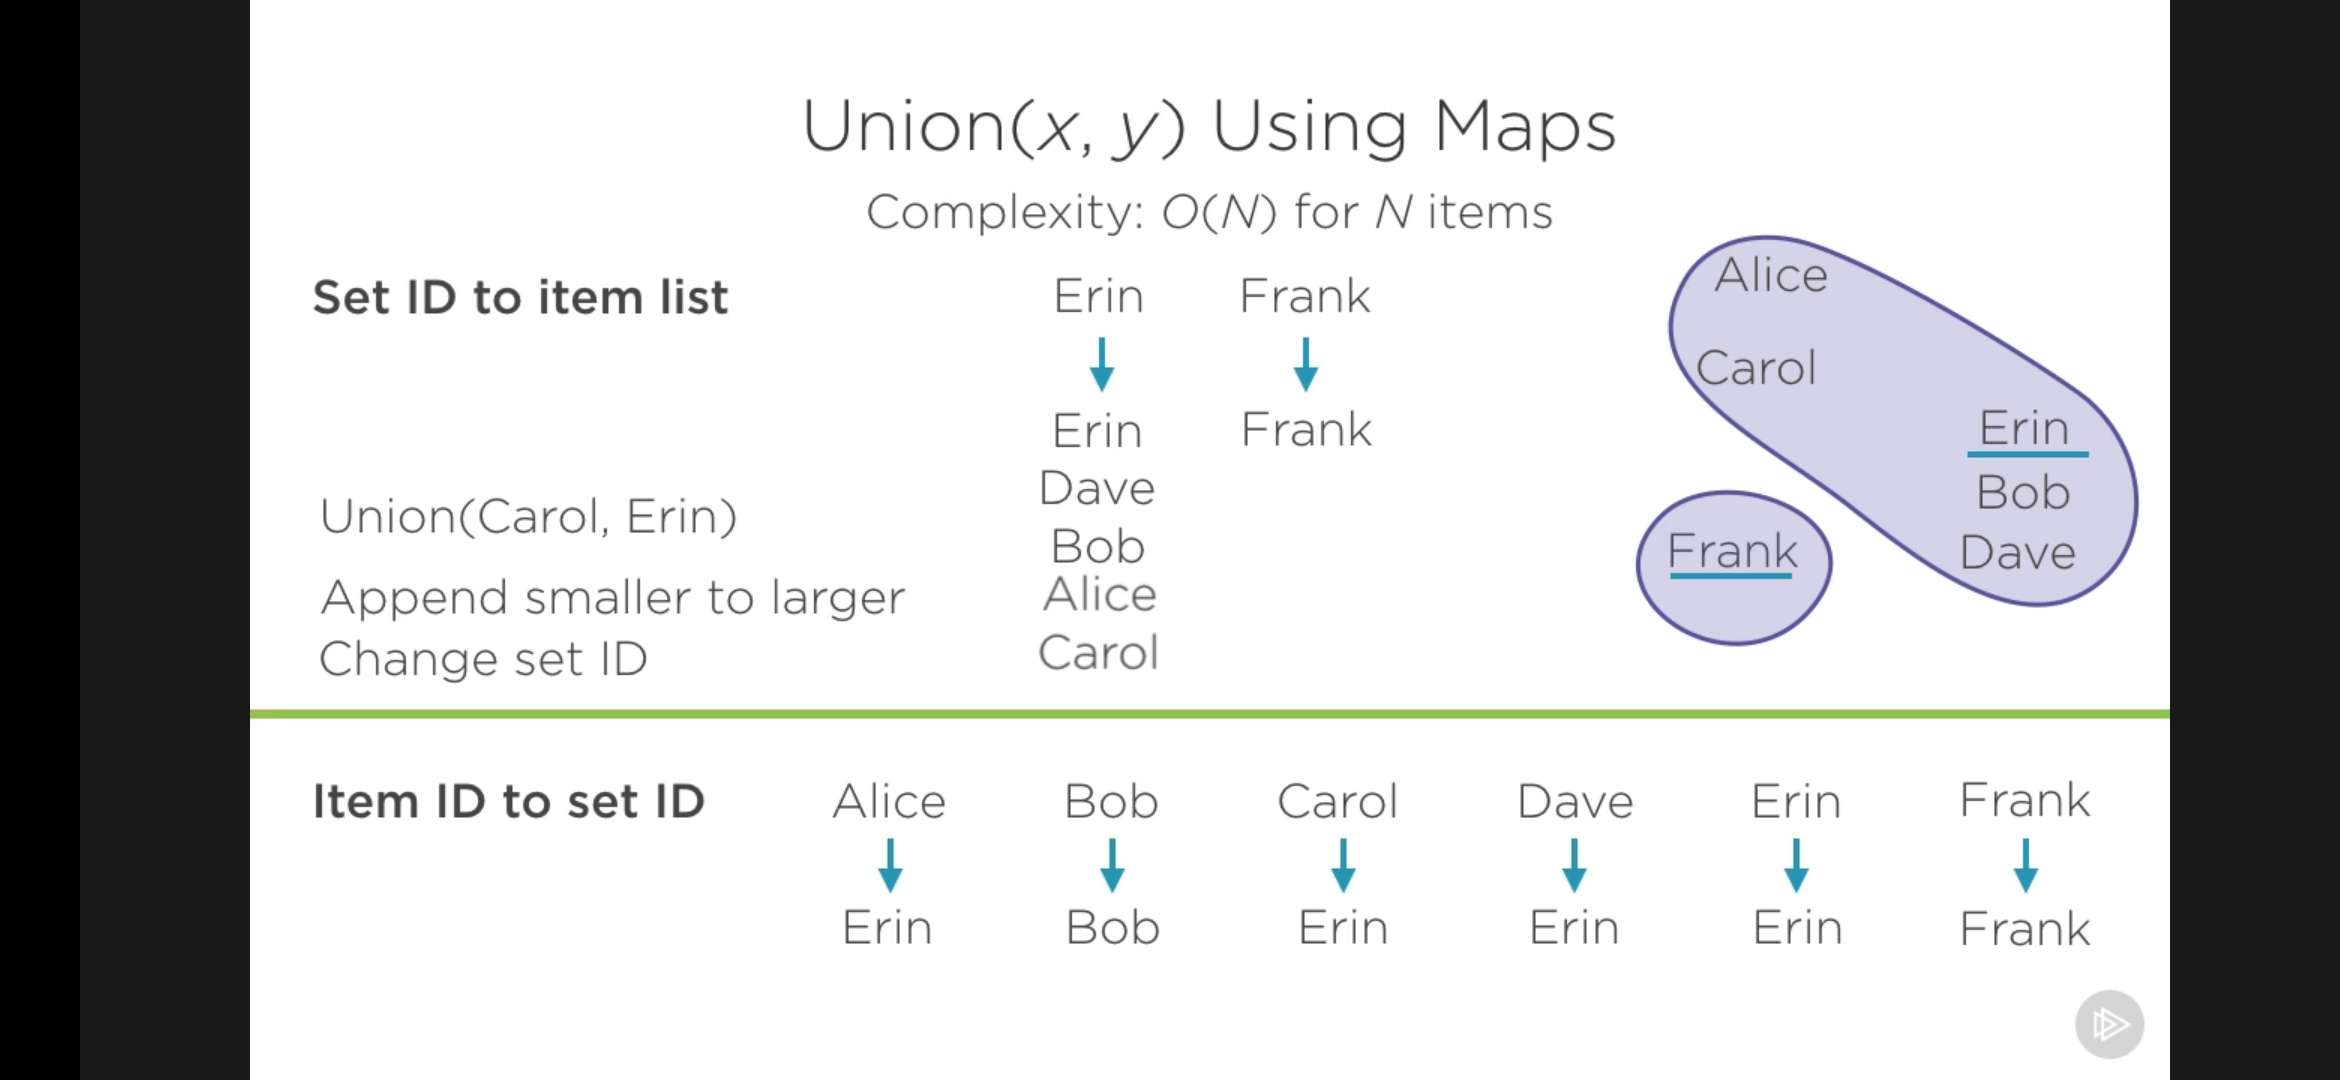 Union(x, y) Using Maps
Complexity: O(N) for N items
Set ID to item list
Erin Frank
Erin Frank
Dave
Bob
Alice
Carol
Union(Carol, Erin)
Append smaller to larger
Change set ID
Alice
Carol
Erin
Bob
Dave
Frank
Item ID to set ID
Alice Bob Carol Dave Erin Frank
Erin Bob Erin Erin Erin Frank